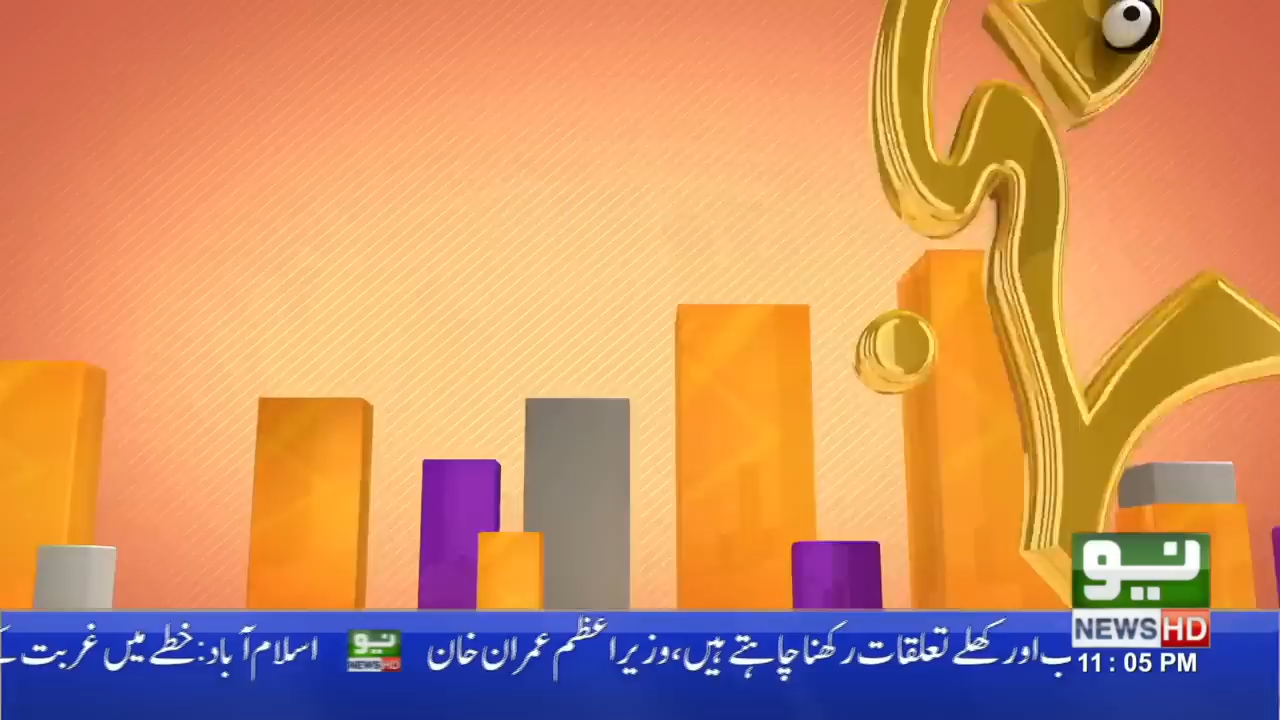 نیو
NEWS HD
ب اور کھلے تعلقات رکھنا چاہتے ہیں،وزیراعظم عمران خان نیو NEWS HD اسلام آباد:خطے میں غربت کے
11:05 PM